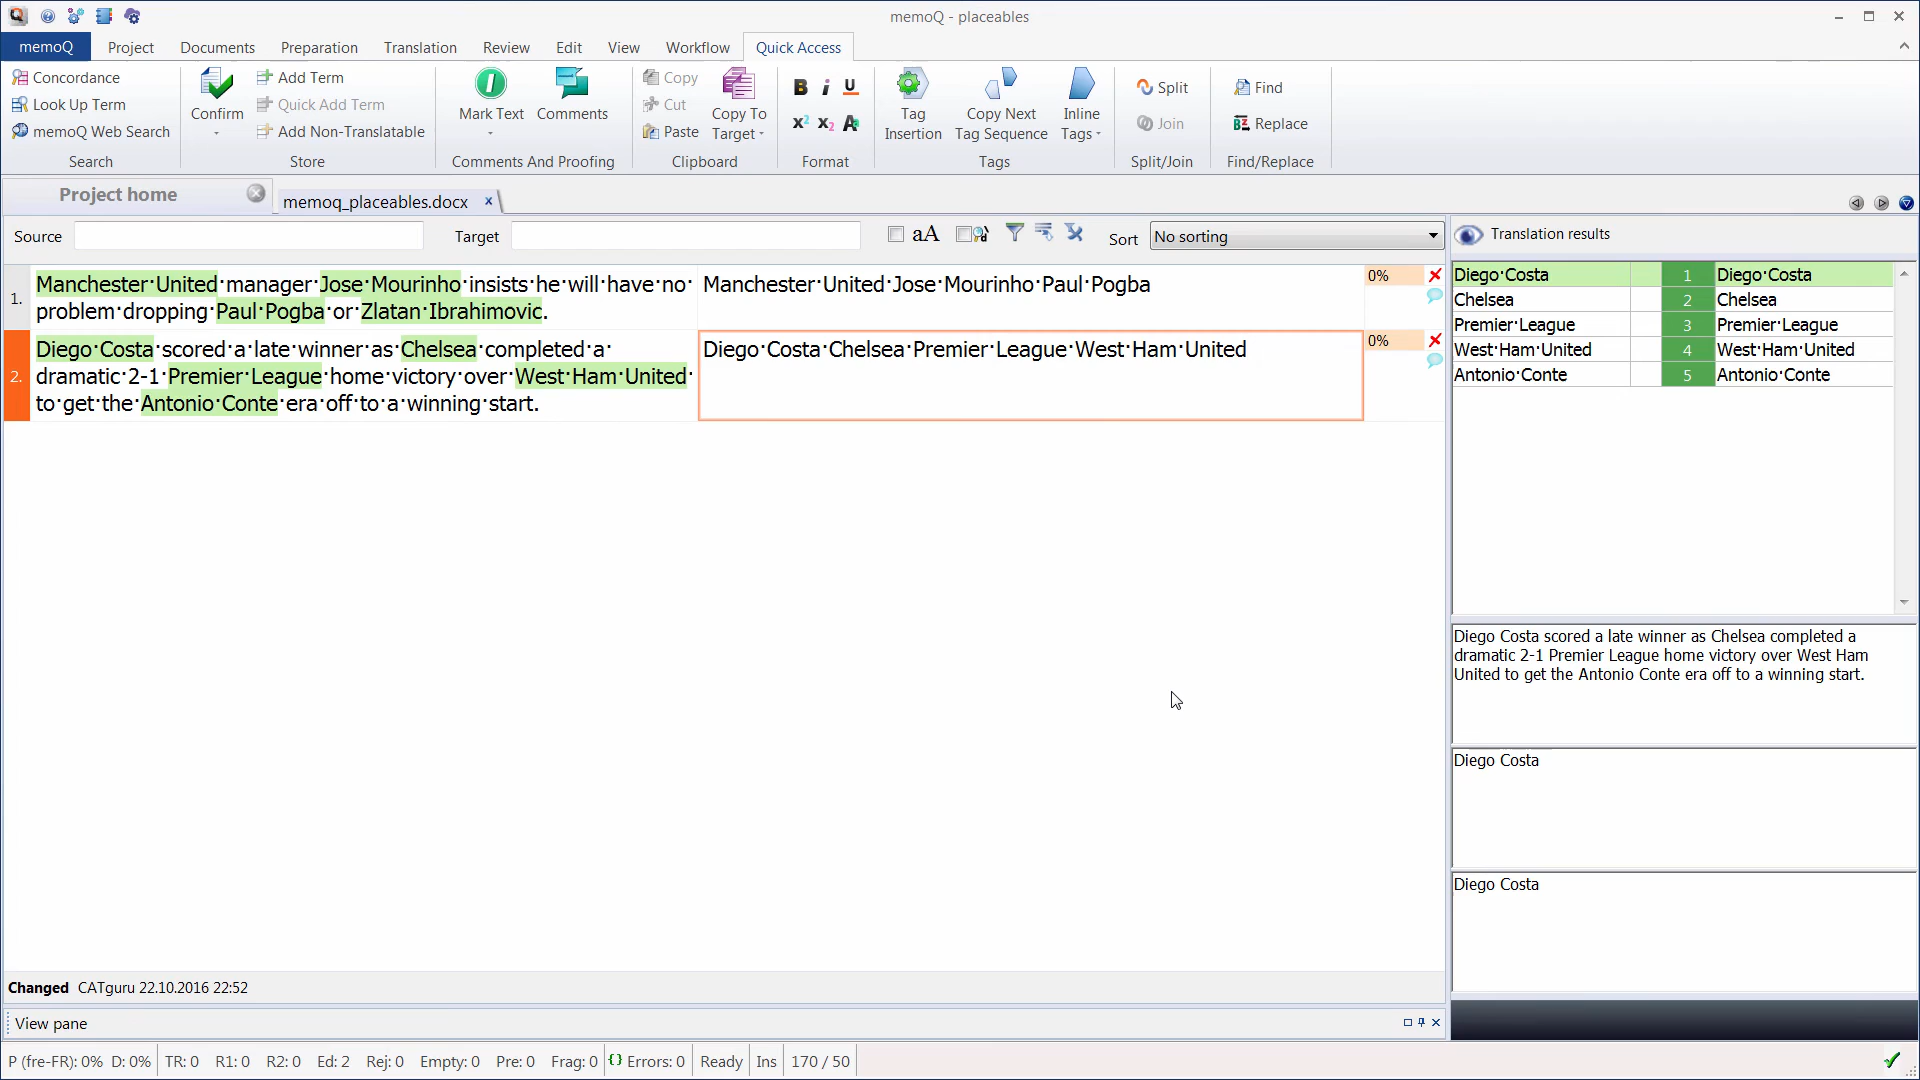 memoQ - placeables
memoQ Project Documents Preparation Translation Review Edit View Workflow Quick Access
Concordance
Look Up Term
memoQ Web Search
Search
Confirm
Add Term
Quick Add Term
Add Non-Translatable
Store
Mark Text
Comments
Comments And Proofing
Copy
Cut
Paste
Copy To
Target
Clipboard
B i U
x² x₂ A
Format
Tag
Insertion
Copy Next
Tag Sequence
Inline
Tags
Tags
Split
Join
Split/Join
Find
Replace
Find/Replace
Project home
memoq_placeables.docx
Source
Target
aA
Sort No sorting
1.
Manchester·United·manager·Jose·Mourinho·insists·he·will·have·no·
problem·dropping·Paul·Pogba·or·Zlatan·Ibrahimovic.
Manchester·United·Jose·Mourinho·Paul·Pogba
0%
2.
Diego·Costa·scored·a·late·winner·as·Chelsea·completed·a·
dramatic·2-1·Premier·League·home·victory·over·West·Ham·United·
to·get·the·Antonio·Conte·era·off·to·a·winning·start.
Diego·Costa·Chelsea·Premier·League·West·Ham·United
0%
Translation results
Diego·Costa 1 Diego·Costa
Chelsea 2 Chelsea
Premier·League 3 Premier·League
West·Ham·United 4 West·Ham·United
Antonio·Conte 5 Antonio·Conte
Diego Costa scored a late winner as Chelsea completed a
dramatic 2-1 Premier League home victory over West Ham
United to get the Antonio Conte era off to a winning start.
Diego Costa
Diego Costa
Changed CATguru 22.10.2016 22:52
View pane
P (fre-FR): 0% D: 0% TR: 0 R1: 0 R2: 0 Ed: 2 Rej: 0 Empty: 0 Pre: 0 Frag: 0 Errors: 0 Ready Ins 170 / 50